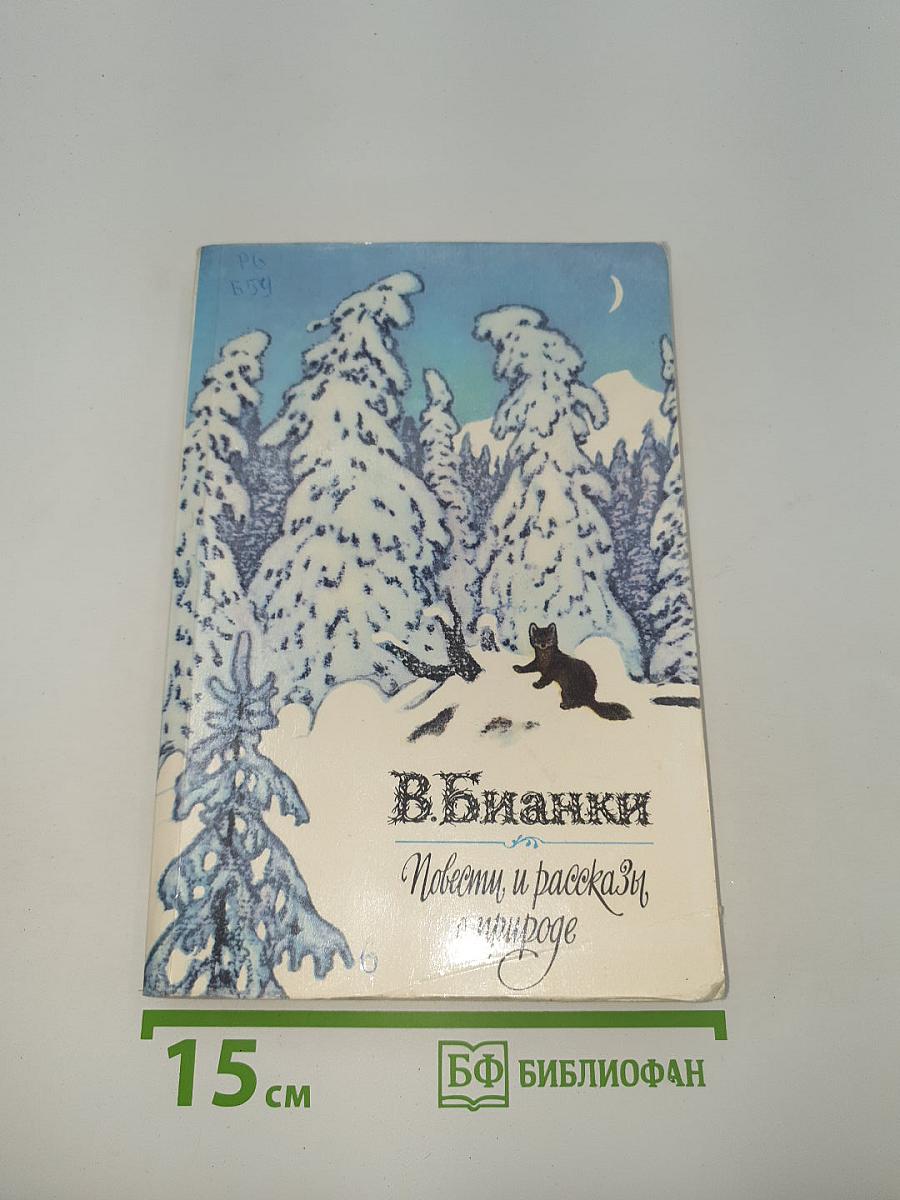 Р6
Б59
В. Бианки
Повести и рассказы
о природе
6
15 см
БФ БИБЛИОФАН